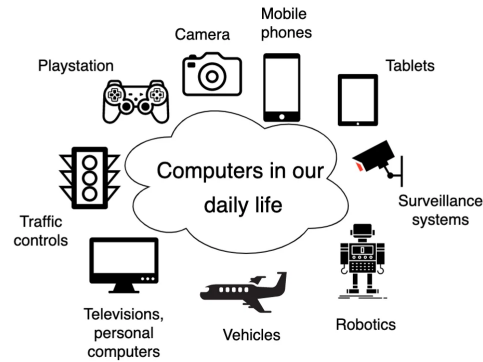 Mobile
phones
Camera
Playstation
Tablets
Computers in our
daily life
Surveillance
systems
Traffic
controls
Robotics
Televisions,
personal
computers
Vehicles